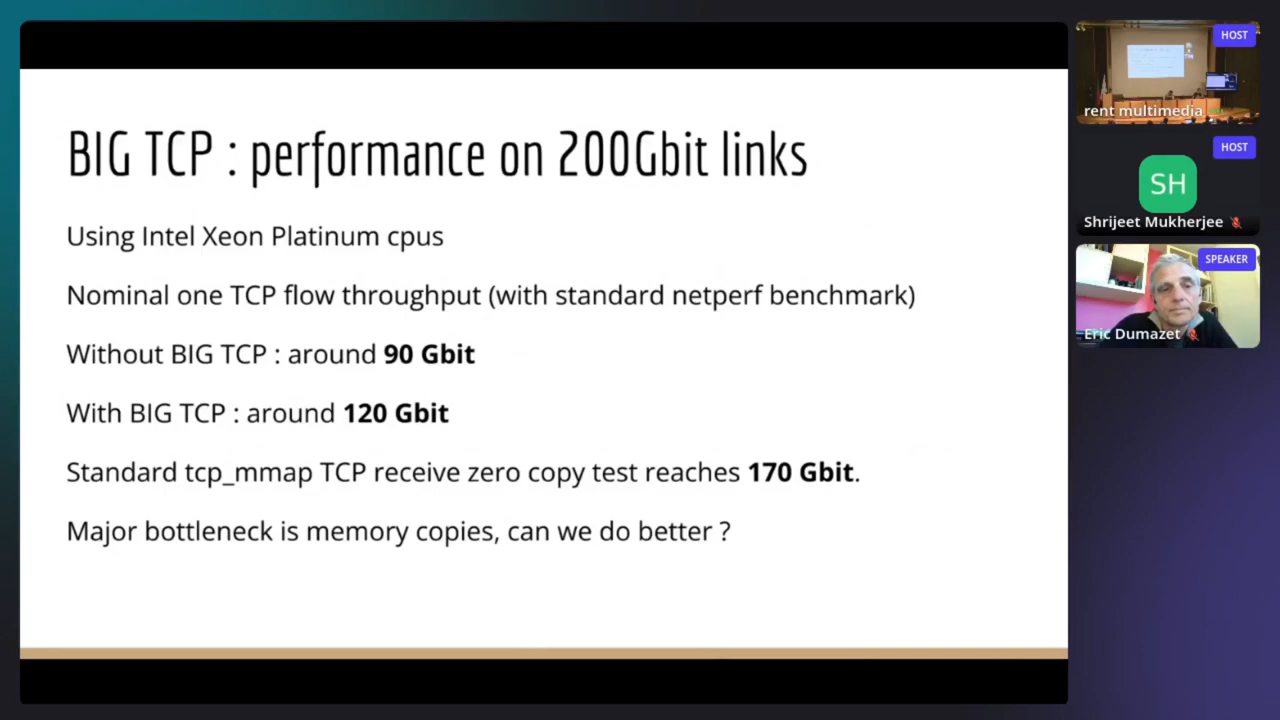 BIG TCP : performance on 200Gbit links
Using Intel Xeon Platinum cpus
Nominal one TCP flow throughput (with standard netperf benchmark)
Without BIG TCP : around 90 Gbit
With BIG TCP : around 120 Gbit
Standard tcp_mmap TCP receive zero copy test reaches 170 Gbit.
Major bottleneck is memory copies, can we do better ?
HOST
rent multimedia
HOST
SH
Shrijeet Mukherjee
SPEAKER
Eric Dumazet